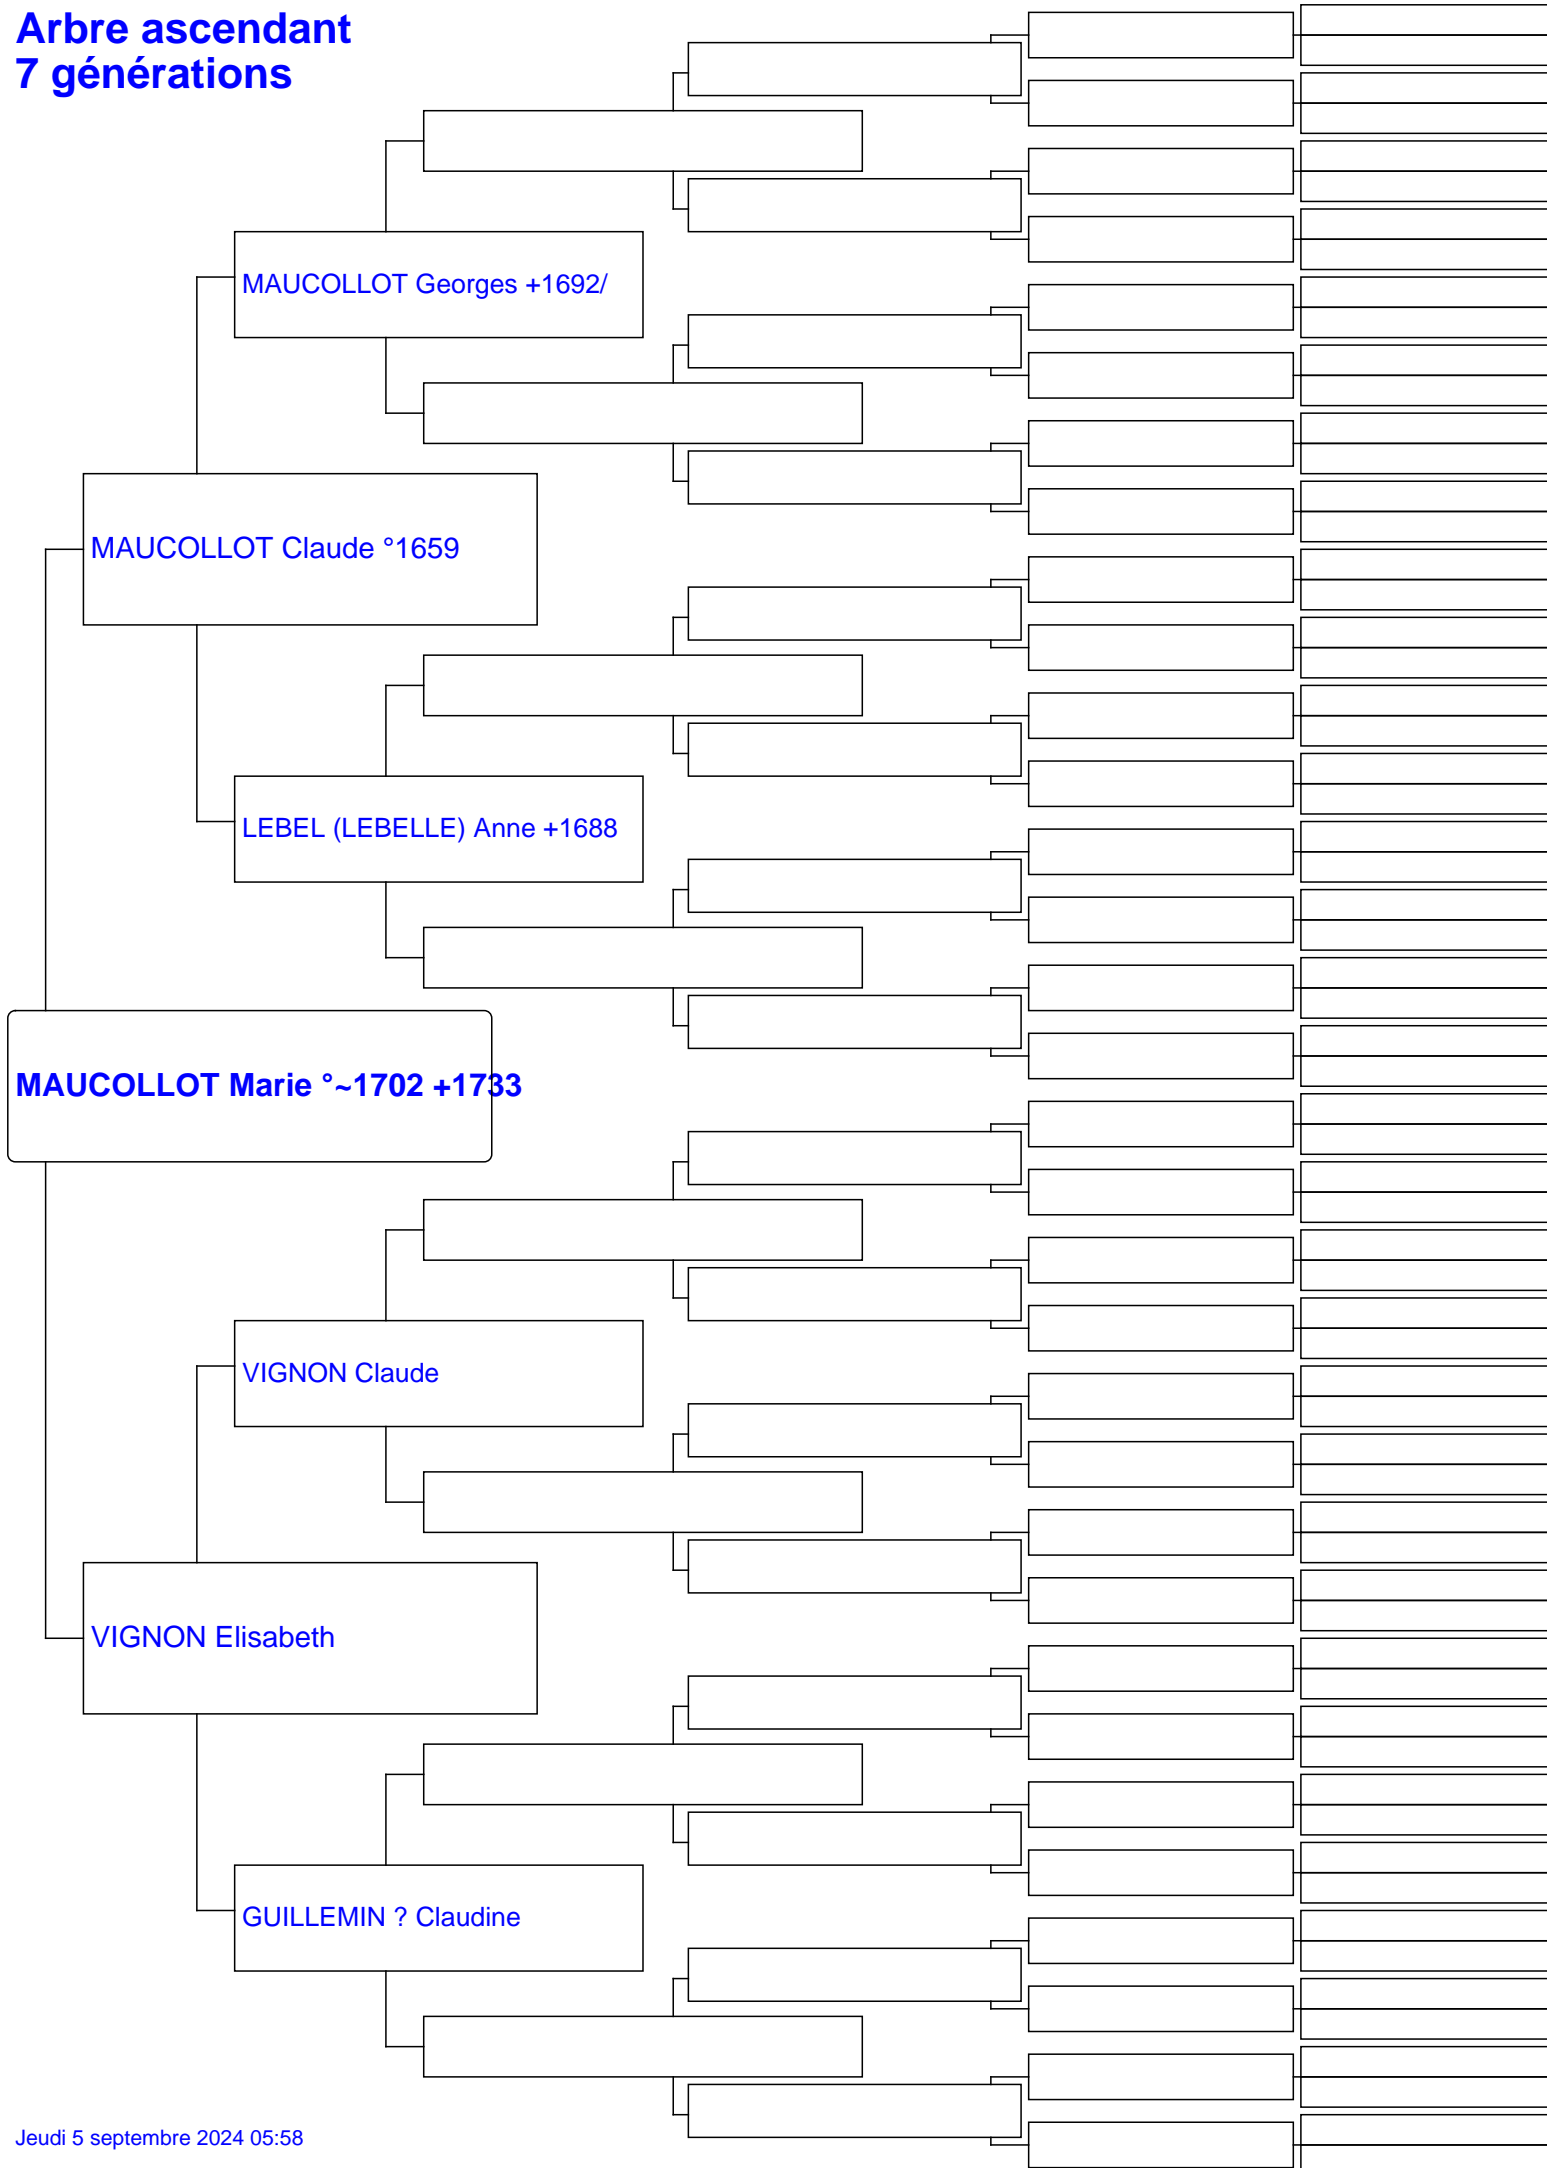 Arbre ascendant
7 générations
MAUCOLLOT Georges +1692/
MAUCOLLOT Claude °1659
LEBEL (LEBELLE) Anne +1688
MAUCOLLOT Marie °~1702 +1733
VIGNON Claude
VIGNON Elisabeth
GUILLEMIN ? Claudine
Jeudi 5 septembre 2024 05:58